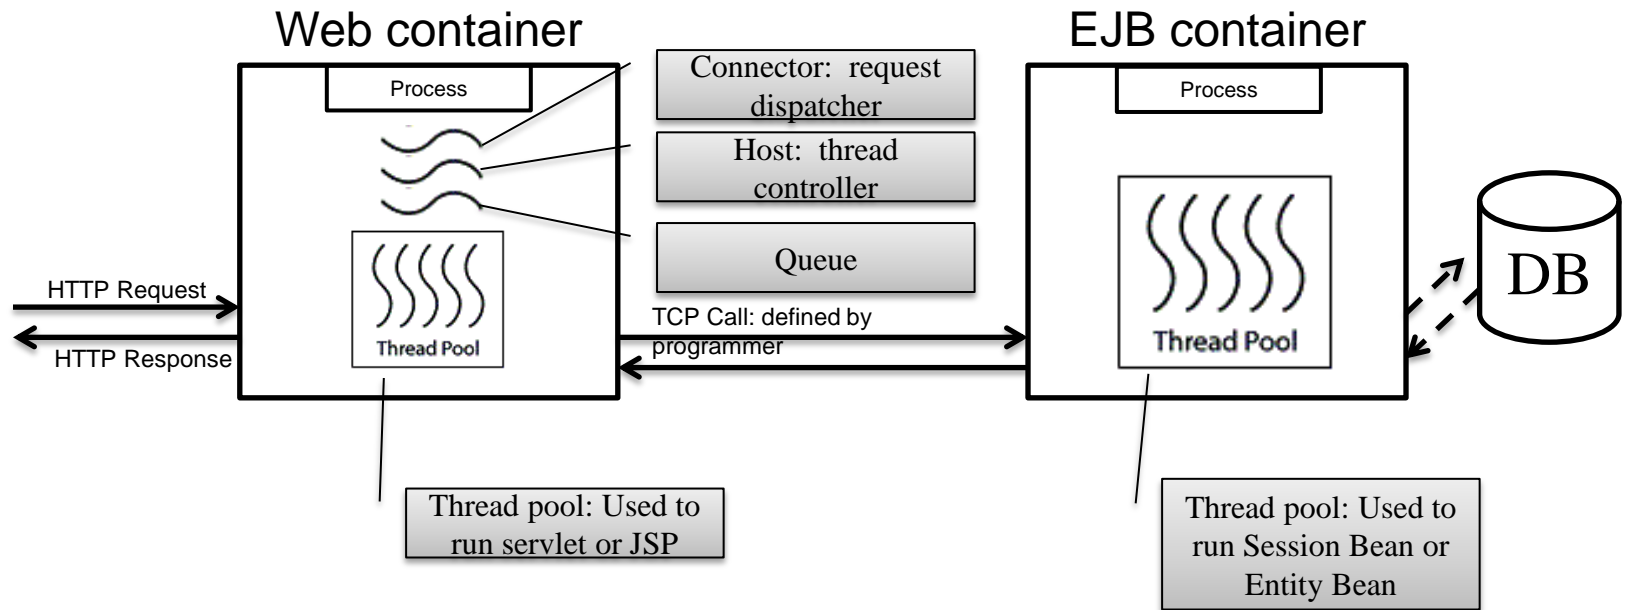 Web container
EJB container
Process
Connector: request
dispatcher
Host: thread
controller
Queue
Process
HTTP Request
HTTP Response
Thread Pool
TCP Call: defined by
programmer
Thread Pool
DB
Thread pool: Used to
run servlet or JSP
Thread pool: Used to
run Session Bean or
Entity Bean